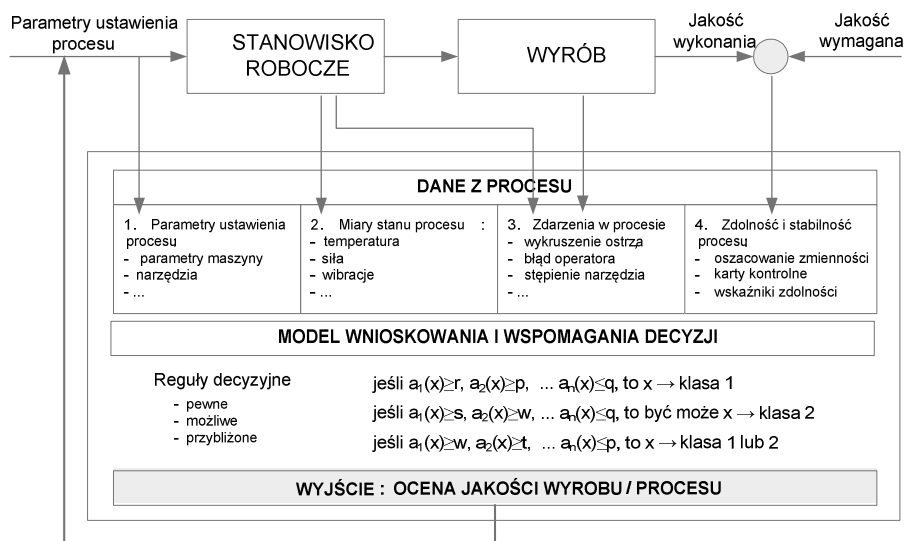 Parametry ustawienia
procesu
STANOWISKO
ROBOCZE
WYRÓB
Jakość
wykonania
Jakość
wymagana
DANE Z PROCESU
1. Parametry ustawienia
procesu
- parametry maszyny
- narzędzia
- ...
2. Miary stanu procesu :
- temperatura
- siła
- wibracje
- ...
3. Zdarzenia w procesie
- wykruszenie ostrza
- błąd operatora
- stępienie narzędzia
- ...
4. Zdolność i stabilność
procesu
- oszacowanie zmienności
- karty kontrolne
- wskaźniki zdolności
MODEL WNIOSKOWANIA I WSPOMAGANIA DECYZJI
Reguły decyzyjne
- pewne
- możliwe
- przybliżone
jeśli a₁(x)≥r, a₂(x)≥p, ... aₙ(x)≤q, to x → klasa 1
jeśli a₁(x)≥s, a₂(x)≥w, ... aₙ(x)≤q, to być może x → klasa 2
jeśli a₁(x)≥w, a₂(x)≥t, ... aₙ(x)≤p, to x → klasa 1 lub 2
WYJŚCIE : OCENA JAKOŚCI WYROBU / PROCESU